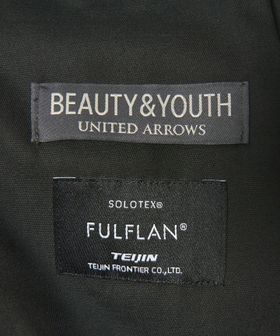 BEAUTY&YOUTH
UNITED ARROWS
SOLOTEX®
FULFLAN®
TEIJIN
TEIJIN FRONTIER CO.,LTD.